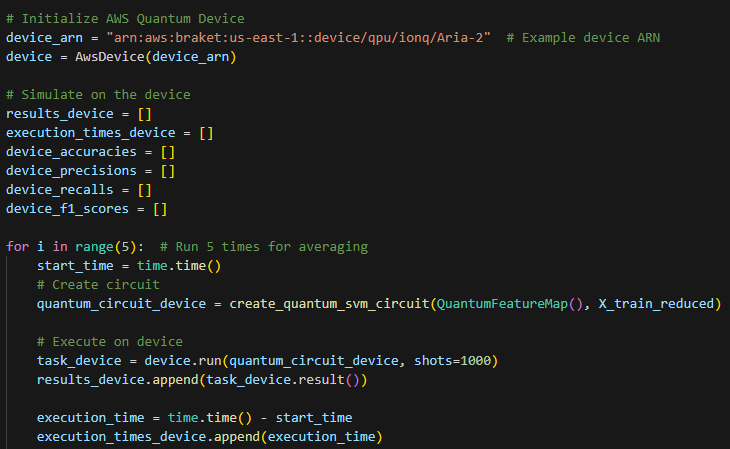 # Initialize AWS Quantum Device
device_arn = "arn:aws:braket:us-east-1::device/qpu/ionq/Aria-2"  # Example device ARN
device = AwsDevice(device_arn)

# Simulate on the device
results_device = []
execution_times_device = []
device_accuracies = []
device_precisions = []
device_recalls = []
device_f1_scores = []

for i in range(5):  # Run 5 times for averaging
    start_time = time.time()
    # Create circuit
    quantum_circuit_device = create_quantum_svm_circuit(QuantumFeatureMap(), X_train_reduced)

    # Execute on device
    task_device = device.run(quantum_circuit_device, shots=1000)
    results_device.append(task_device.result())

    execution_time = time.time() - start_time
    execution_times_device.append(execution_time)